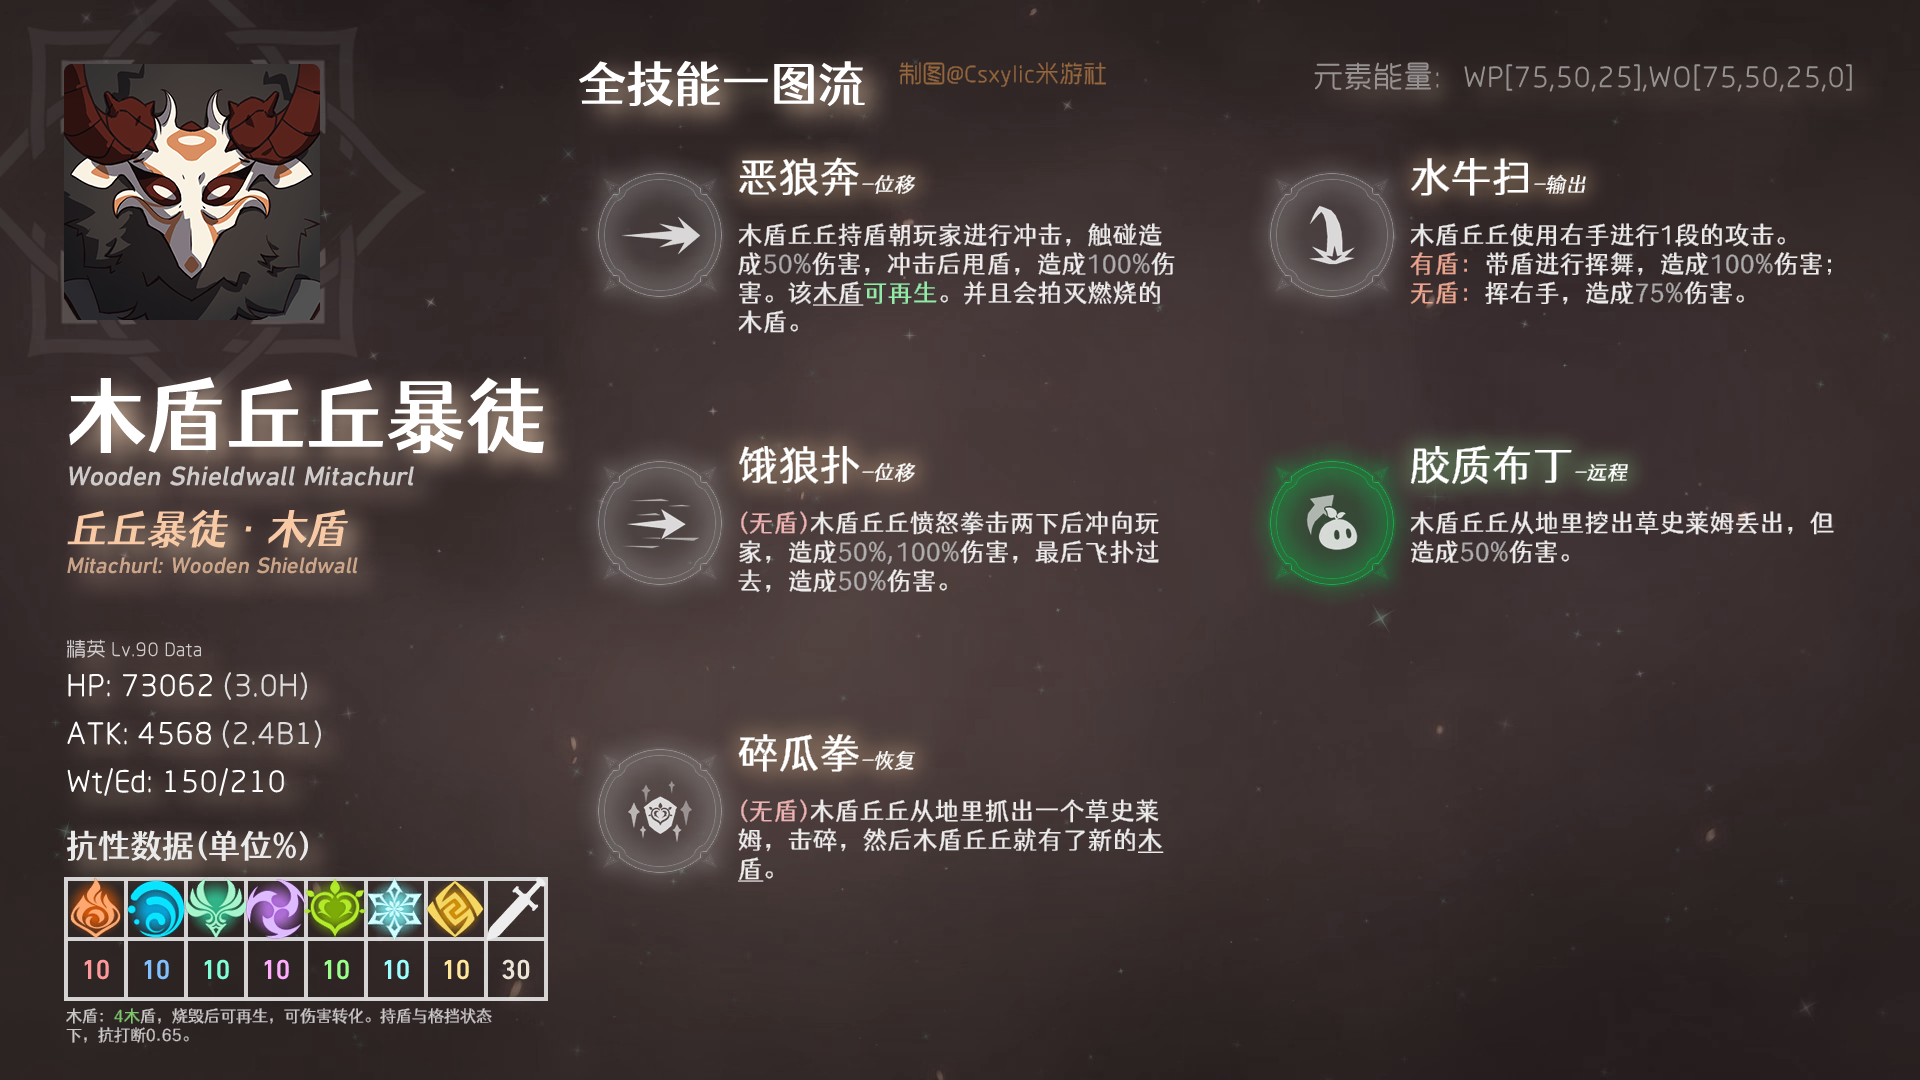 全技能一图流 制图@Csxylic米游社
元素能量: WP[75,50,25],WO[75,50,25,0]
木盾丘丘暴徒
Wooden Shieldwall Mitachurl
丘丘暴徒 · 木盾
Mitachurl: Wooden Shieldwall
精英 Lv.90 Data
HP: 73062 (3.0H)
ATK: 4568 (2.4B1)
Wt/Ed: 150/210
抗性数据(单位%)
10 10 10 10 10 10 10 30
木盾：4木盾，烧毁后可再生，可伤害转化。持盾与格挡状态
下，抗打断0.65。
恶狼奔-位移
木盾丘丘持盾朝玩家进行冲击，触碰造
成50%伤害，冲击后甩盾，造成100%伤
害。该木盾可再生。并且会拍灭燃烧的
木盾。
水牛扫-输出
木盾丘丘使用右手进行1段的攻击。
有盾：带盾进行挥舞，造成100%伤害；
无盾：挥右手，造成75%伤害。
饿狼扑-位移
(无盾)木盾丘丘愤怒拳击两下后冲向玩
家，造成50%,100%伤害，最后飞扑过
去，造成50%伤害。
胶质布丁-远程
木盾丘丘从地里挖出草史莱姆丢出，但
造成50%伤害。
碎瓜拳-恢复
(无盾)木盾丘丘从地里抓出一个草史莱
姆，击碎，然后木盾丘丘就有了新的木
盾。